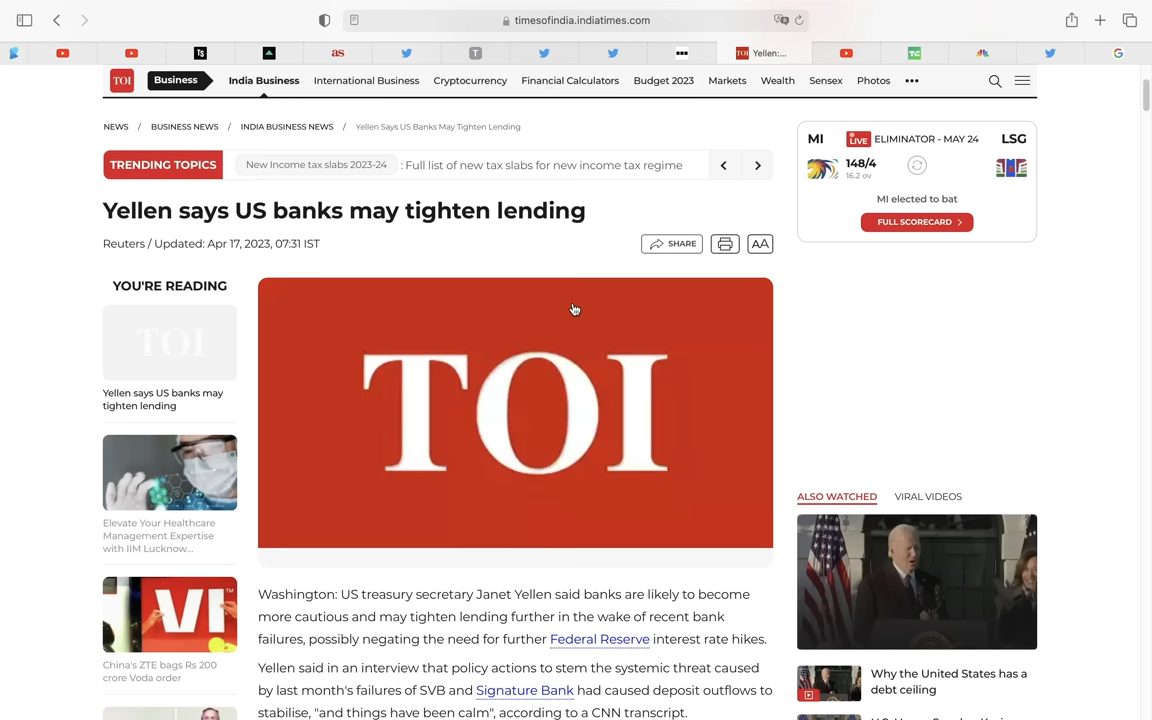 timesofindia.indiatimes.com
Ts
as
T
TOI Yellen:...
G
TOI
Business
India Business
International Business
Cryptocurrency
Financial Calculators
Budget 2023
Markets
Wealth
Sensex
Photos
NEWS / BUSINESS NEWS / INDIA BUSINESS NEWS / Yellen Says US Banks May Tighten Lending
TRENDING TOPICS
New Income tax slabs 2023-24 : Full list of new tax slabs for new income tax regime
Yellen says US banks may tighten lending
Reuters / Updated: Apr 17, 2023, 07:31 IST
SHARE
AA
MI LIVE ELIMINATOR - MAY 24 LSG
148/4
16.2 ov
MI elected to bat
FULL SCORECARD >
YOU'RE READING
TOI
Yellen says US banks may
tighten lending
Elevate Your Healthcare
Management Expertise
with IIM Lucknow...
VI
TM
China's ZTE bags Rs 200
crore Voda order
TOI
Washington: US treasury secretary Janet Yellen said banks are likely to become
more cautious and may tighten lending further in the wake of recent bank
failures, possibly negating the need for further Federal Reserve interest rate hikes.
Yellen said in an interview that policy actions to stem the systemic threat caused
by last month's failures of SVB and Signature Bank had caused deposit outflows to
stabilise, "and things have been calm", according to a CNN transcript.
ALSO WATCHED
VIRAL VIDEOS
Why the United States has a
debt ceiling